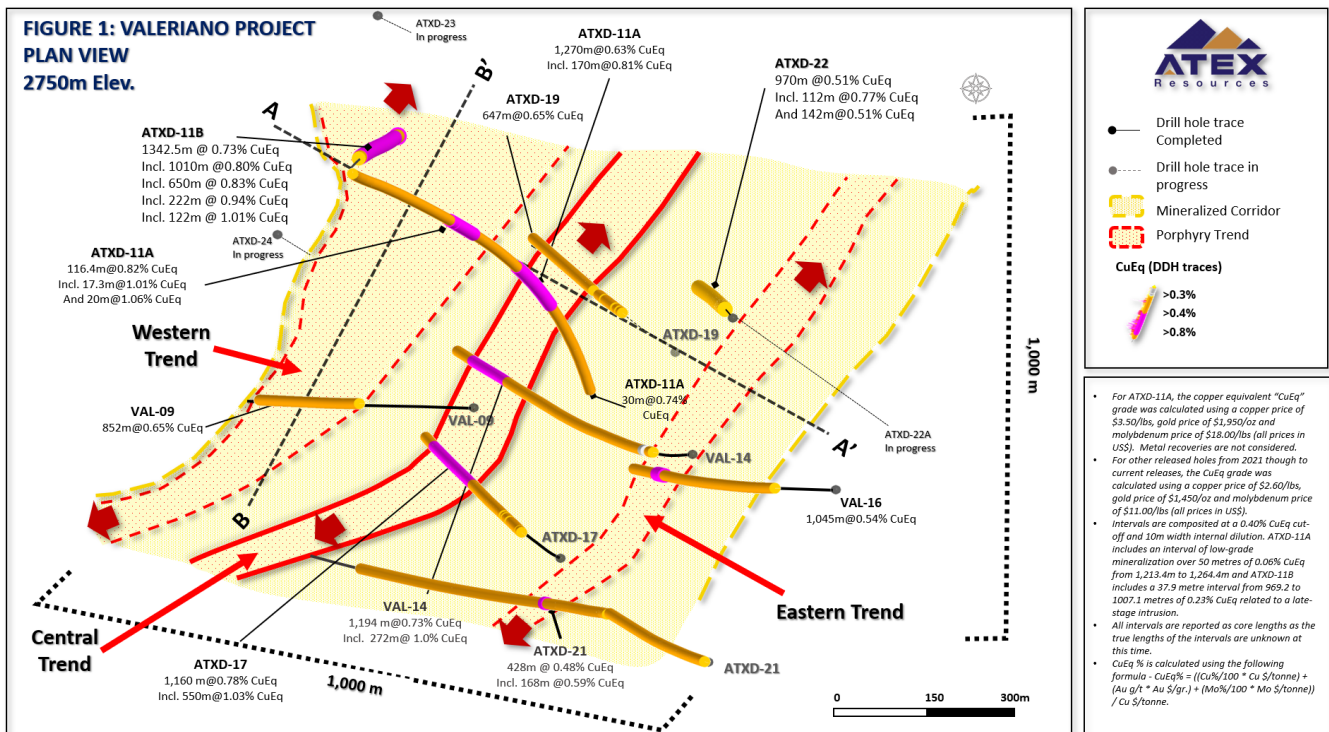 FIGURE 1: VALERIANO PROJECT
PLAN VIEW
2750m Elev.
ATXD-23
In progress
ATXD-11A
1,270m@0.63% CuEq
Incl. 170m@0.81% CuEq
B'
A
ATXD-19
647m@0.65% CuEq
ATXD-22
970m @0.51% CuEq
Incl. 112m @0.77% CuEq
And 142m@0.51% CuEq
ATXD-11B
1342.5m @ 0.73% CuEq
Incl. 1010m @ 0.80% CuEq
Incl. 650m @ 0.83% CuEq
Incl. 222m @ 0.94% CuEq
Incl. 122m @ 1.01% CuEq
ATXD-24
In progress
ATXD-11A
116.4m@0.82% CuEq
Incl. 17.3m@1.01% CuEq
And 20m@1.06% CuEq
Western
Trend
ATXD-19
1,000 m
ATXD-11A
30m@0.74%
CuEq
VAL-09
852m@0.65% CuEq
VAL-09
ATXD-22A
In progress
A'
VAL-14
VAL-16
1,045m@0.54% CuEq
B
ATXD-17
Eastern Trend
VAL-14
1,194 m@0.73% CuEq
Incl. 272m@ 1.0% CuEq
Central
Trend
ATXD-21
428m @ 0.48% CuEq
Incl. 168m@0.59% CuEq
ATXD-21
ATXD-17
1,160 m@0.78% CuEq
Incl. 550m@1.03% CuEq
1,000 m
0 150 300m
ATEX
Resources
Drill hole trace
Completed
Drill hole trace in
progress
Mineralized Corridor
Porphyry Trend
CuEq (DDH traces)
>0.3%
>0.4%
>0.8%
• For ATXD-11A, the copper equivalent "CuEq"
grade was calculated using a copper price of
$3.50/lbs, gold price of $1,950/oz and
molybdenum price of $18.00/lbs (all prices in
US$). Metal recoveries are not considered.
• For other released holes from 2021 though to
current releases, the CuEq grade was
calculated using a copper price of $2.60/lbs,
gold price of $1,450/oz and molybdenum price
of $11.00/lbs (all prices in US$).
• Intervals are composited at a 0.40% CuEq cut-
off and 10m width internal dilution. ATXD-11A
includes an interval of low-grade
mineralization over 50 metres of 0.06% CuEq
from 1,213.4m to 1,264.4m and ATXD-11B
includes a 37.9 metre interval from 969.2 to
1007.1 metres of 0.23% CuEq related to a late-
stage intrusion.
• All intervals are reported as core lengths as the
true lengths of the intervals are unknown at
this time.
• CuEq % is calculated using the following
formula - CuEq% = ((Cu%/100 * Cu $/tonne) +
(Au g/t * Au $/gr.) + (Mo%/100 * Mo $/tonne))
/ Cu $/tonne.